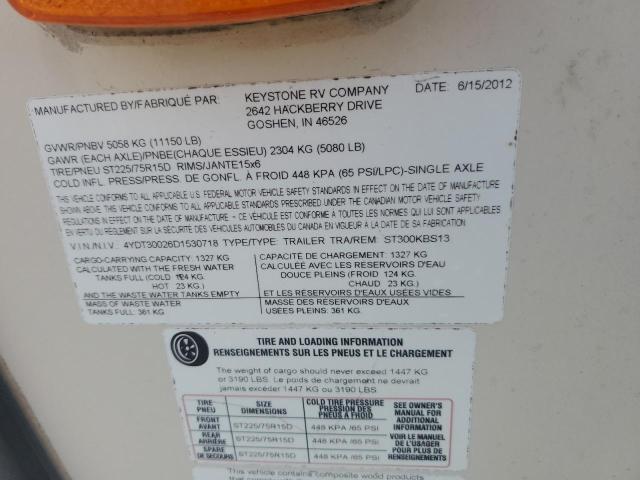 MANUFACTURED BY/FABRIQUÉ PAR: KEYSTONE RV COMPANY DATE: 6/15/2012
2642 HACKBERRY DRIVE
GOSHEN, IN 46526
GVWR/PNBV 5058 KG (11150 LB)
GAWR (EACH AXLE)/PNBE(CHAQUE ESSIEU) 2304 KG (5080 LB)
TIRE/PNEU ST225/75R15D RIMS/JANTE15x6
COLD INFL. PRESS/PRESS. DE GONFL. À FROID 448 KPA (65 PSI/LPC)-SINGLE AXLE
THIS VEHICLE CONFORMS TO ALL APPLICABLE U.S. FEDERAL MOTOR VEHICLE SAFETY STANDARDS IN EFFECT ON
THE DATE OF MANUFACTURE SHOWN ABOVE. - THIS VEHICLE CONFORMS TO ALL APPLICABLE STANDARDS PRESCRIBED UNDER THE CANADIAN MOTOR VEHICLE SAFETY
REGULATIONS IN EFFECT ON THE DATE OF MANUFACTURE - CE VÉHICULE EST CONFORME À TOUTES LES NORMES QUI LUI SONT APPLICABLES
EN VERTU DU RÈGLEMENT SUR LA SÉCURITÉ DES VÉHICULES AUTOMOBILES DU CANADA EN VIGUEUR À LA DATE DE SA FABRICATION
V.I.N./N.I.V.: 4YDT30026D1530718 TYPE/TYPE: TRAILER TRA/REM: ST300KBS13
CARGO-CARRYING CAPACITY: 1327 KG
CALCULATED WITH THE FRESH WATER
TANKS FULL (COLD 124 KG.
HOT 23 KG.)
AND THE WASTE WATER TANKS EMPTY
MASS OF WASTE WATER
TANKS FULL: 361 KG
CAPACITÉ DE CHARGEMENT: 1327 KG
CALCULÉE AVEC LES RÉSERVOIRS D'EAU
DOUCE PLEINS (FROID 124 KG
CHAUD 23 KG.)
ET LES RÉSERVOIRS D'EAUX USÉES VIDES
MASSE DES RÉSERVOIRS D'EAUX
USÉES PLEINS: 361 KG.
TIRE AND LOADING INFORMATION
RENSEIGNEMENTS SUR LES PNEUS ET LE CHARGEMENT
The weight of cargo should never exceed 1447 KG
or 3190 LBS. Le poids de chargement ne devrait
jamais excéder 1447 KG ou 3190 LBS.
TIRE
PNEU
SIZE
DIMENSIONS
COLD TIRE PRESSURE
PRESSION DES PNEUS
À FROID
FRONT
AVANT
ST225/75R15D
448 KPA /65 PSI
REAR
ARRIÈRE
ST225/75R15D
448 KPA /65 PSI
SPARE
DE SECOURS
ST225/75R15D
448 KPA /65 PSI
SEE OWNER'S
MANUAL FOR
ADDITIONAL
INFORMATION
VOIR LE MANUEL
DE L'USAGER
POUR PLUS DE
RENSEIGNEMENTS
This vehicle contains composite wood products